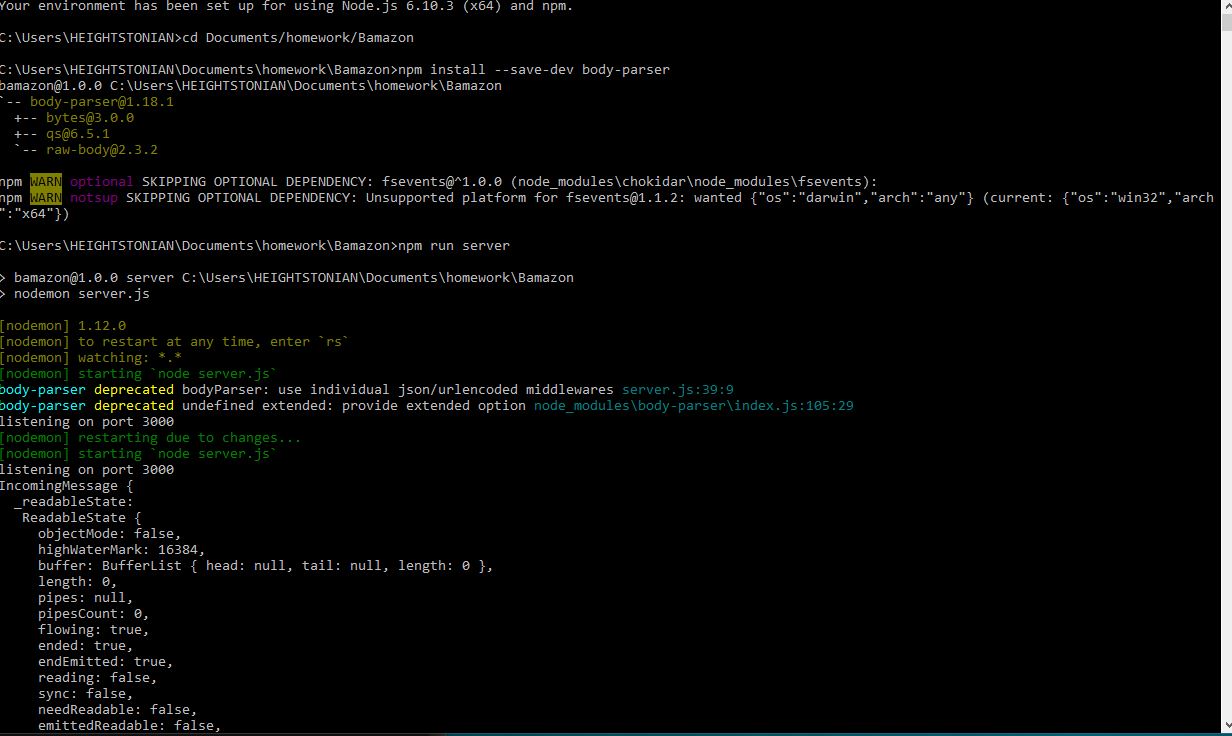 Your environment has been set up for using Node.js 6.10.3 (x64) and npm.
C:\Users\HEIGHTSTONIAN>cd Documents/homework/Bamazon
C:\Users\HEIGHTSTONIAN\Documents\homework\Bamazon>npm install --save-dev body-parser
bamazon@1.0.0 C:\Users\HEIGHTSTONIAN\Documents\homework\Bamazon
`-- body-parser@1.18.1
+-- bytes@3.0.0
+-- qs@6.5.1
`-- raw-body@2.3.2
npm WARN optional SKIPPING OPTIONAL DEPENDENCY: fsevents@^1.0.0 (node_modules\chokidar\node_modules\fsevents):
npm WARN notsup SKIPPING OPTIONAL DEPENDENCY: Unsupported platform for fsevents@1.1.2: wanted {"os":"darwin","arch":"any"} (current: {"os":"win32","arch
":"x64"})
C:\Users\HEIGHTSTONIAN\Documents\homework\Bamazon>npm run server
> bamazon@1.0.0 server C:\Users\HEIGHTSTONIAN\Documents\homework\Bamazon
> nodemon server.js
[nodemon] 1.12.0
[nodemon] to restart at any time, enter `rs`
[nodemon] watching: *.*
[nodemon] starting `node server.js`
body-parser deprecated bodyParser: use individual json/urlencoded middlewares server.js:39:9
body-parser deprecated undefined extended: provide extended option node_modules\body-parser\index.js:105:29
listening on port 3000
[nodemon] restarting due to changes...
[nodemon] starting `node server.js`
listening on port 3000
IncomingMessage {
_readableState:
ReadableState {
objectMode: false,
highWaterMark: 16384,
buffer: BufferList { head: null, tail: null, length: 0 },
length: 0,
pipes: null,
pipesCount: 0,
flowing: true,
ended: true,
endEmitted: true,
reading: false,
sync: false,
needReadable: false,
emittedReadable: false,